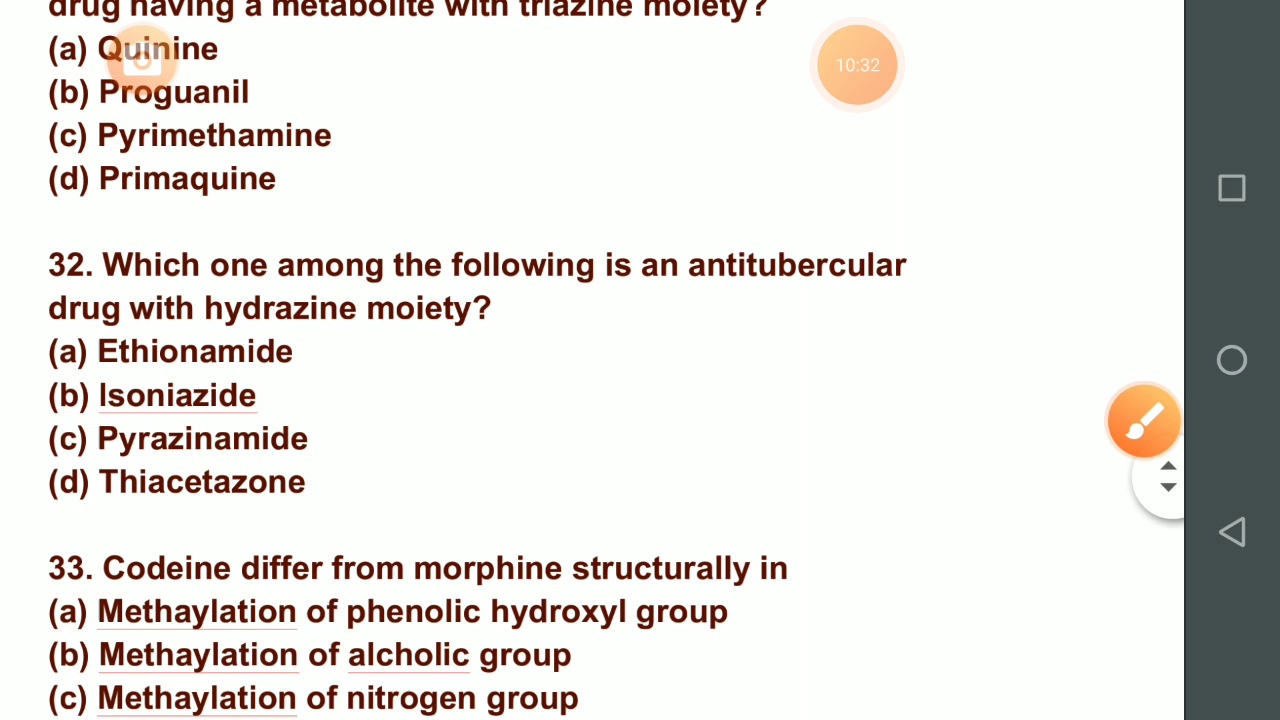 drug having a metabolite with triazine moiety?
(a) Quinine
10:32
(b) Proguanil
(c) Pyrimethamine
(d) Primaquine
32. Which one among the following is an antitubercular
drug with hydrazine moiety?
(a) Ethionamide
(b) Isoniazide
(c) Pyrazinamide
(d) Thiacetazone
33. Codeine differ from morphine structurally in
(a) Methaylation of phenolic hydroxyl group
(b) Methaylation of alcholic group
(c) Methaylation of nitrogen group